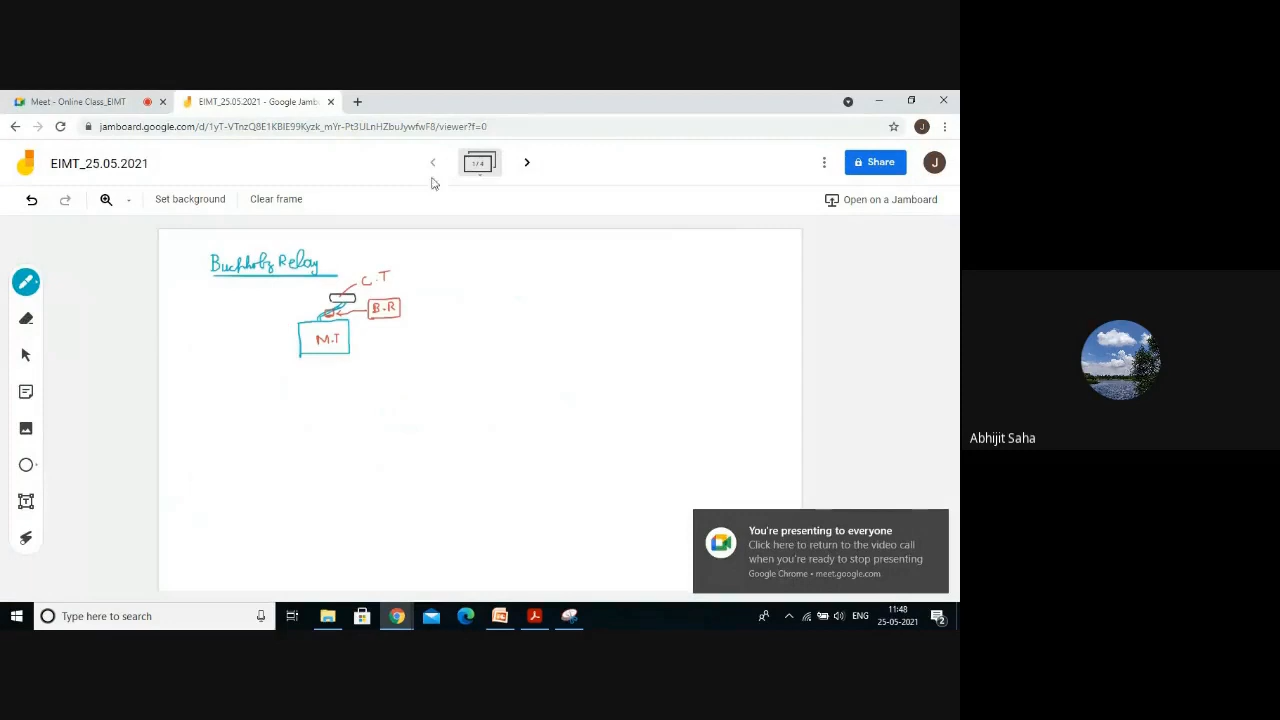 Meet - Online Class_EIMT
EIMT_25.05.2021 - Google Jamb
jamboard.google.com/d/1yT-VTnzQ8E1KBIE99Kyzk_mYr-Pt3ULnHZbuJywfwF8/viewer?f=0
J
EIMT_25.05.2021
1/4
Share
J
Set background
Clear frame
Open on a Jamboard
Buchholz Relay
C.T
B.R
M.T
You're presenting to everyone
Click here to return to the video call
when you're ready to stop presenting
Google Chrome • meet.google.com
Type here to search
ENG
11:48
25-05-2021
2
Abhijit Saha